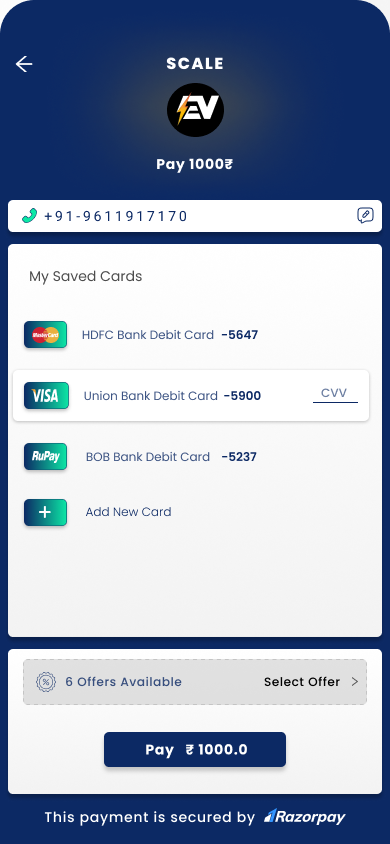 SCALE
EV
Pay 1000₹
+91-9611917170
My Saved Cards
MasterCard HDFC Bank Debit Card -5647
VISA Union Bank Debit Card -5900 CVV
RuPay BOB Bank Debit Card -5237
+ Add New Card
% 6 Offers Available Select Offer >
Pay ₹ 1000.0
This payment is secured by Razorpay